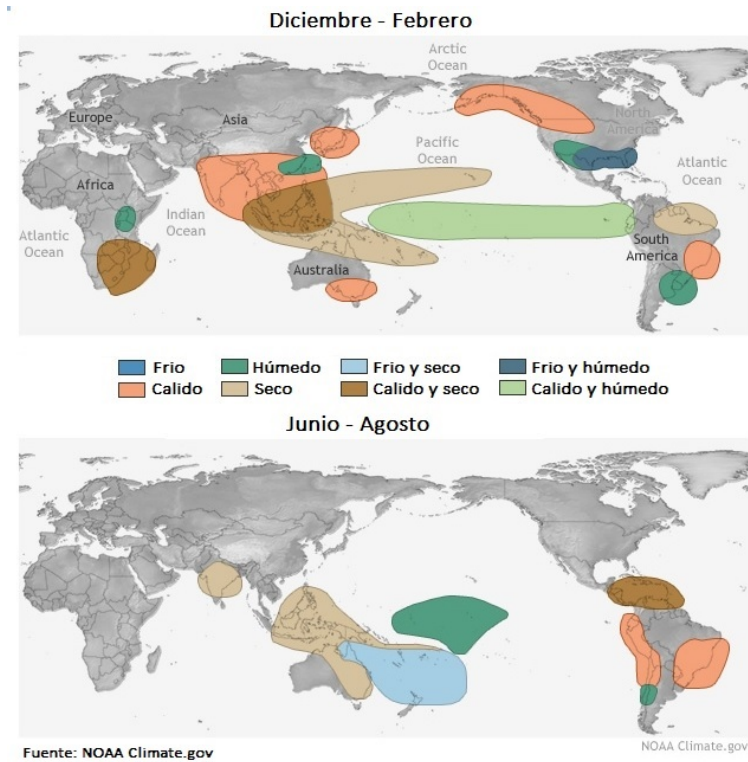 Diciembre - Febrero
Arctic
Ocean
Europe
Asia
North
America
Pacific
Ocean
Atlantic
Ocean
Africa
Indian
Ocean
Atlantic
Ocean
South
America
Australia
Frio
Húmedo
Frio y seco
Frio y húmedo
Calido
Seco
Calido y seco
Calido y húmedo
Junio - Agosto
Fuente: NOAA Climate.gov
NOAA Climate.gov